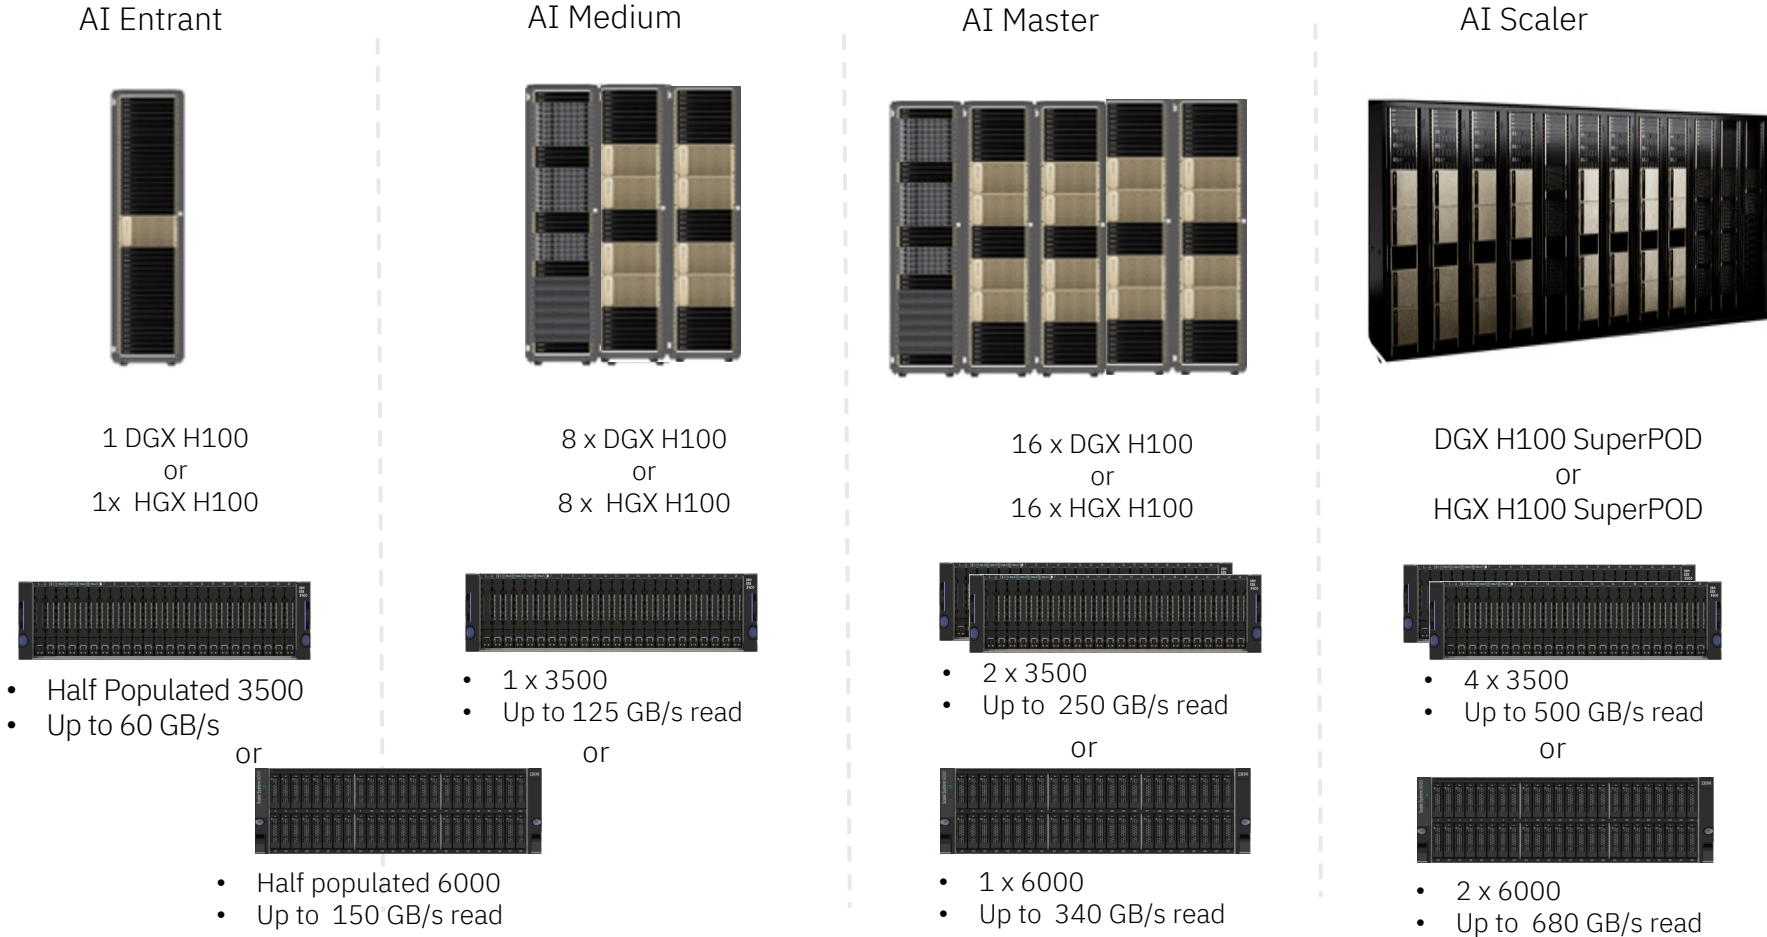 AI Entrant
AI Medium
AI Master
AI Scaler
1 DGX H100
or
1x HGX H100
8 x DGX H100
or
8 x HGX H100
16 x DGX H100
or
16 x HGX H100
DGX H100 SuperPOD
or
HGX H100 SuperPOD
• Half Populated 3500
• Up to 60 GB/s
or
• 1 x 3500
• Up to 125 GB/s read
or
• Half populated 6000
• Up to 150 GB/s read
• 2 x 3500
• Up to 250 GB/s read
or
• 1 x 6000
• Up to 340 GB/s read
• 4 x 3500
• Up to 500 GB/s read
or
• 2 x 6000
• Up to 680 GB/s read